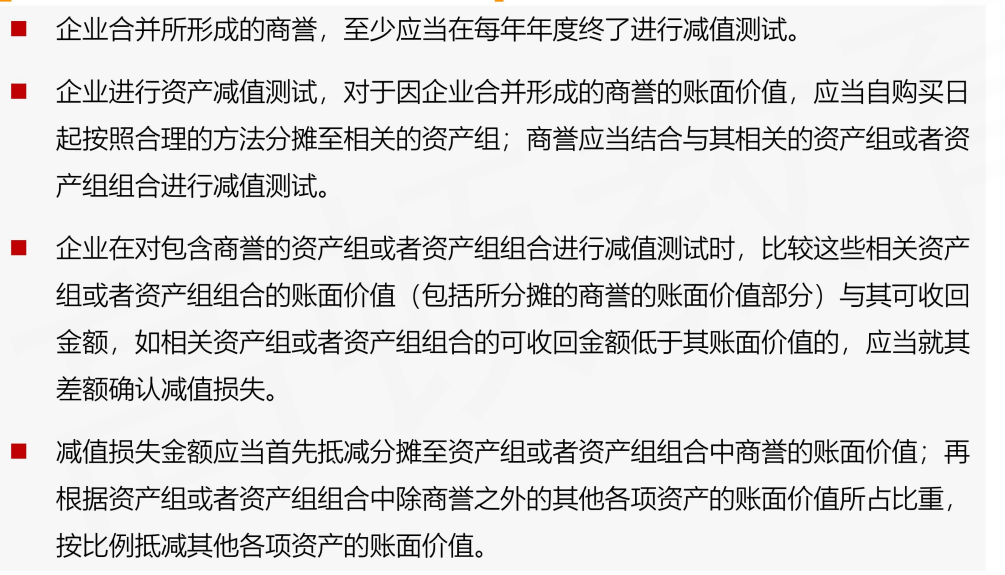 企业合并所形成的商誉，至少应当在每年年度终了进行减值测试。
企业进行资产减值测试，对于因企业合并形成的商誉的账面价值，应当自购买日
起按照合理的方法分摊至相关的资产组；商誉应当结合与其相关的资产组或者资
产组组合进行减值测试。
企业在对包含商誉的资产组或者资产组组合进行减值测试时，比较这些相关资产
组或者资产组组合的账面价值（包括所分摊的商誉的账面价值部分）与其可收回
金额，如相关资产组或者资产组组合的可收回金额低于其账面价值的，应当就其
差额确认减值损失。
减值损失金额应当首先抵减分摊至资产组或者资产组组合中商誉的账面价值；再
根据资产组或者资产组组合中除商誉之外的其他各项资产的账面价值所占比重，
按比例抵减其他各项资产的账面价值。